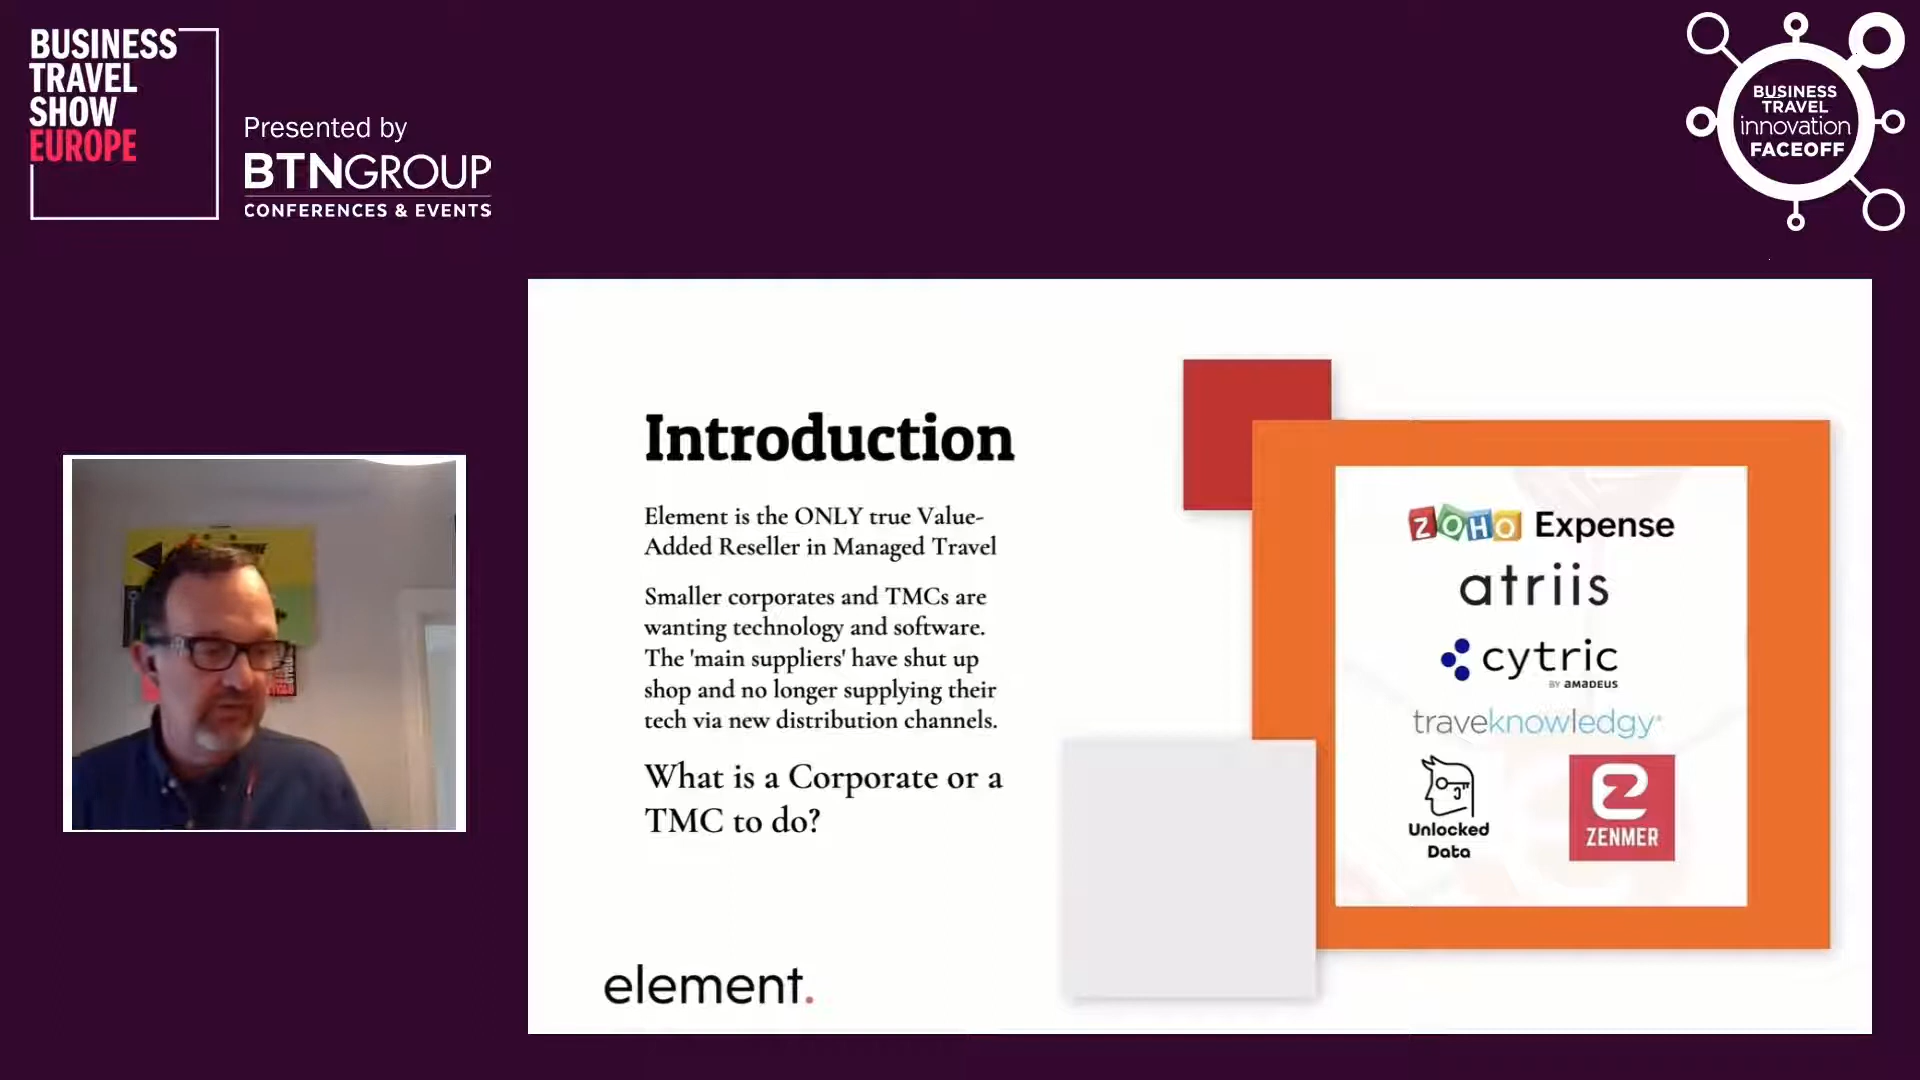 BUSINESS
TRAVEL
SHOW
EUROPE
Presented by
BTNGROUP
CONFERENCES & EVENTS
BUSINESS
TRAVEL
innovation
FACEOFF
Introduction
Element is the ONLY true Value-
Added Reseller in Managed Travel
Smaller corporates and TMCs are
wanting technology and software.
The 'main suppliers' have shut up
shop and no longer supplying their
tech via new distribution channels.
What is a Corporate or a
TMC to do?
element.
ZOHO Expense
atriis
cytric
BY AMADEUS
traveknowledgy
Unlocked
Data
ZENMER